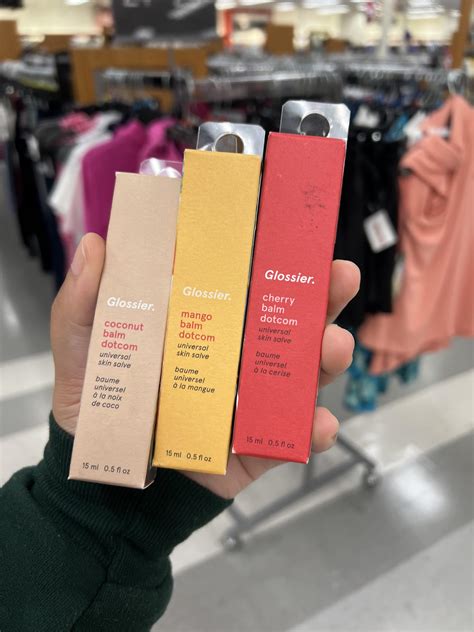 Glossier.
coconut
balm
dotcom
universal
skin salve
baume
universel
à la noix
de coco
15 ml 0.5 fl oz
Glossier.
mango
balm
dotcom
universal
skin salve
baume
universel
à la mangue
15 ml 0.5 fl oz
Glossier.
cherry
balm
dotcom
universal
skin salve
baume
universel
à la cerise
15 ml 0.5 fl oz